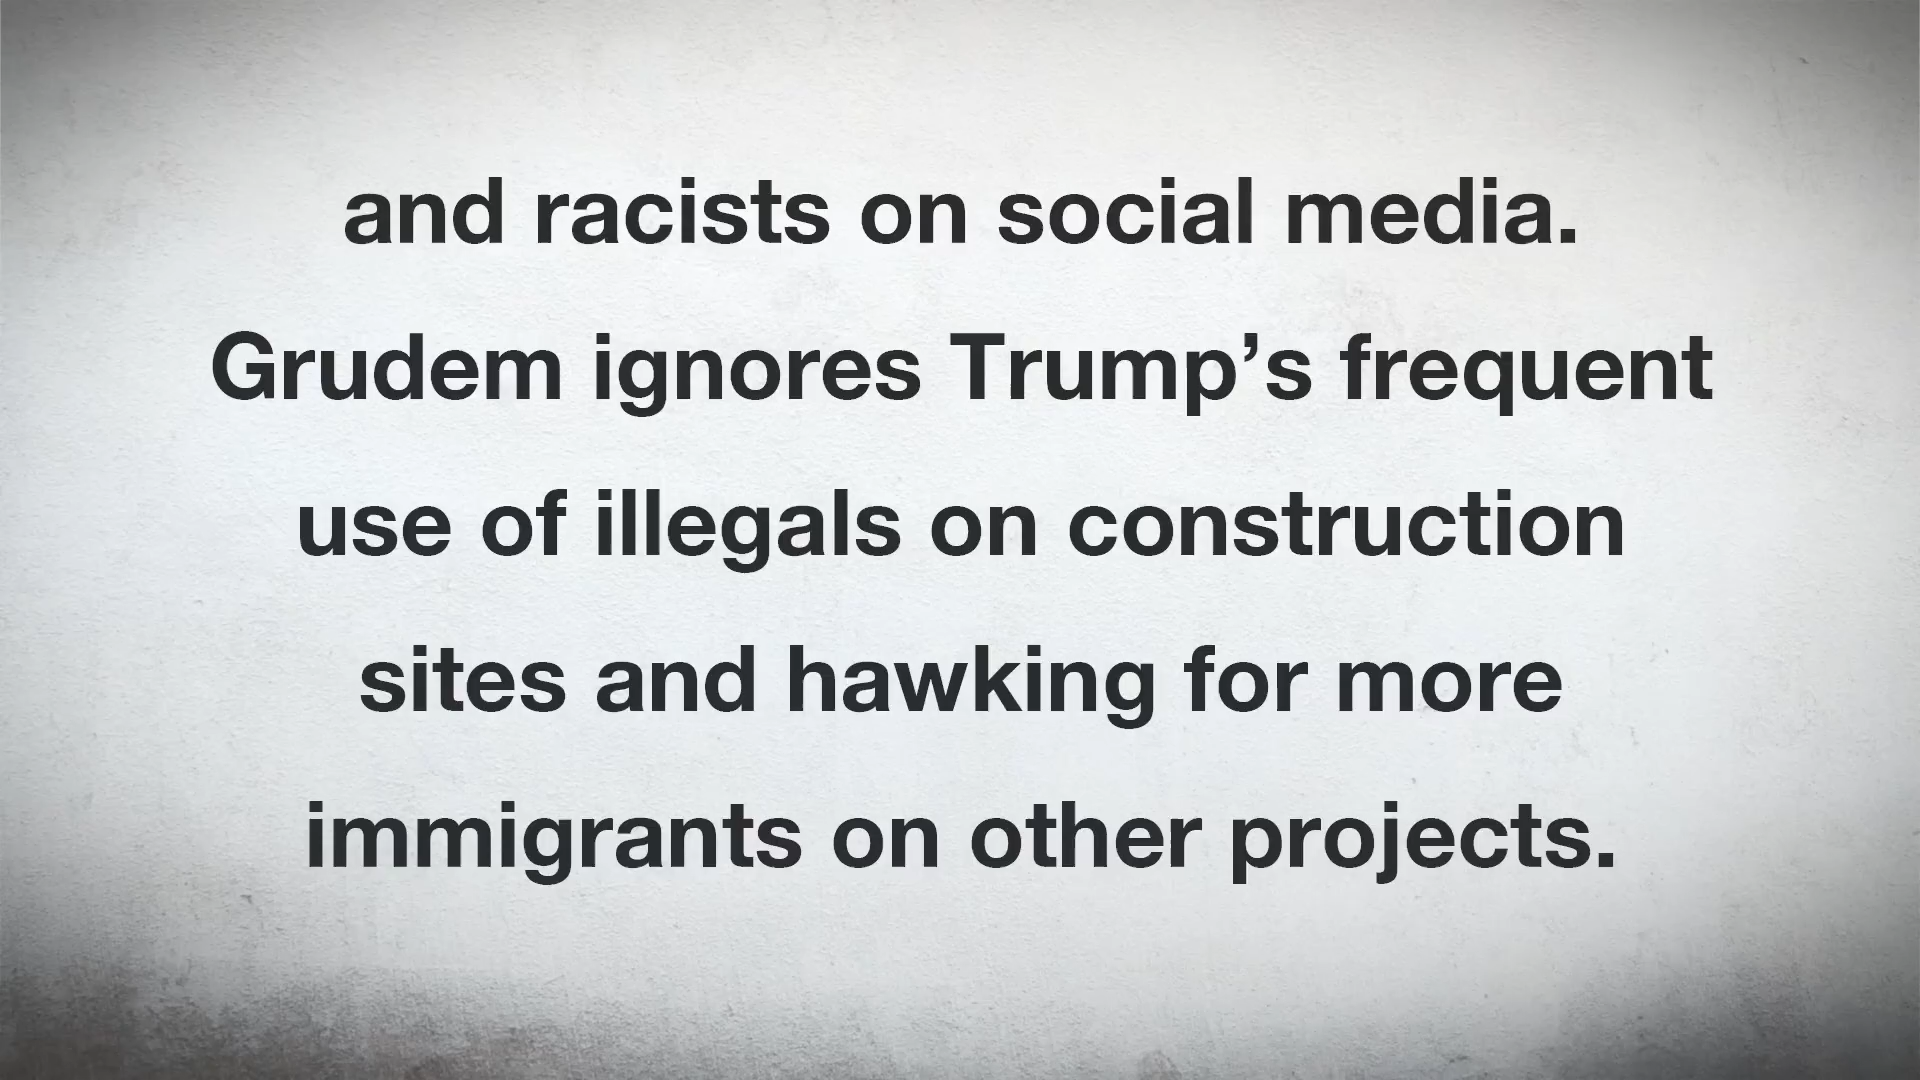 and racists on social media.
Grudem ignores Trump’s frequent
use of illegals on construction
sites and hawking for more
immigrants on other projects.